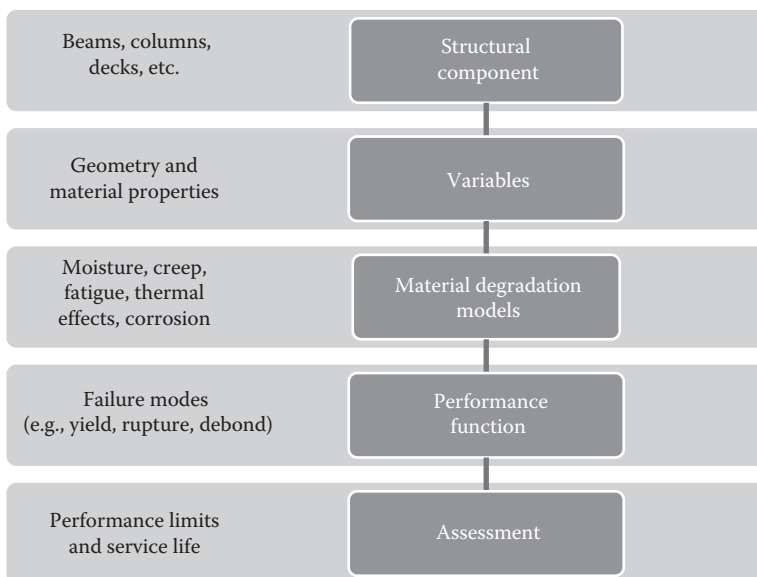 Beams, columns,
decks, etc.
Structural
component
Geometry and
material properties
Variables
Moisture, creep,
fatigue, thermal
effects, corrosion
Material degradation
models
Failure modes
(e.g., yield, rupture, debond)
Performance
function
Performance limits
and service life
Assessment